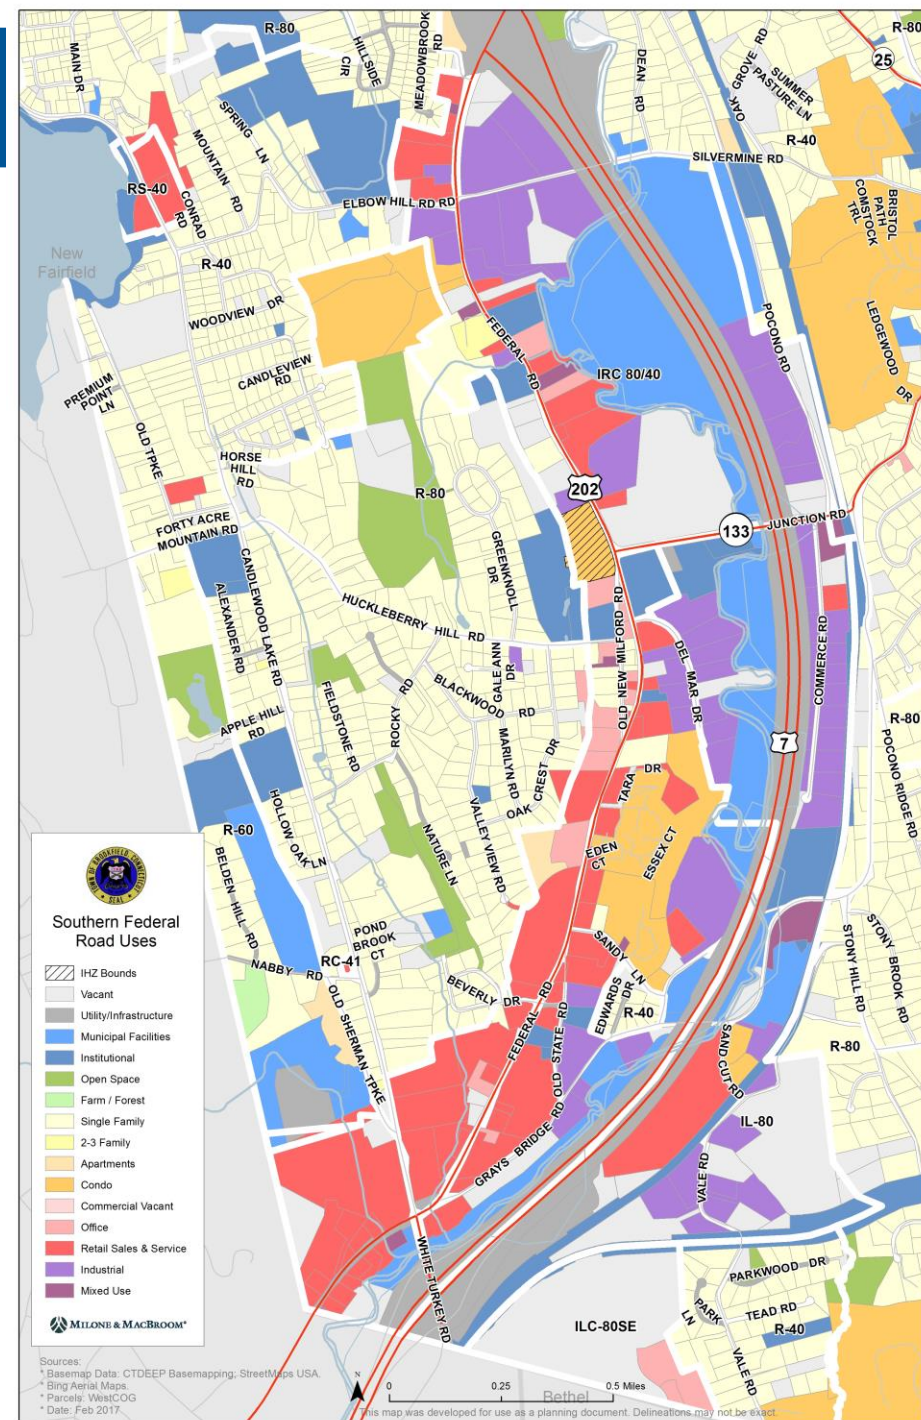 R-80
R-80
25
MAIN DR
HILLSIDE
CIR
MEADOWBROOK
RD
DEAN RD
OAK GROVE RD
SUMMER
PASTURE LN
SPRING LN
MOUNTAIN RD
R-40
SILVERMINE RD
RS-40
CONRAD
RD
ELBOW HILL RD RD
BRISTOL
PATH
COMSTOCK
TRL
New
Fairfield
R-40
WOODVIEW DR
FEDERAL RD
POCONO RD
LEDGEWOOD DR
CANDLEVIEW
RD
IRC 80/40
PREMIUM
POINT
LN
OLD TPKE
HORSE
HILL
RD
R-80
202
133
JUNCTION RD
FORTY ACRE
MOUNTAIN RD
GREENKNOLL
DR
CANDLEWOOD LAKE RD
ALEXANDER RD
HUCKLEBERRY HILL RD
OLD NEW MILFORD RD
COMMERCE RD
GALE ANN
DR
DEL MAR DR
FIELDSTONE RD
ROCKY RD
BLACKWOOD RD
APPLE HILL
RD
MARILYN RD
CREST DR
OAK
R-80
7
POCONO RIDGE RD
TARA DR
HOLLOW OAK LN
VALLEY VIEW RD
R-60
NATURE LN
EDEN
CT
ESSEX CT
BELDEN HILL RD
POND
BROOK
CT
RC-41
SANDY LN
STONY HILL RD
STONY BROOK
RD
NABBY RD
BEVERLY DR
EDWARDS
DR
R-40
OLD SHERMAN TPKE
FEDERAL RD
OLD STATE RD
SAND CUT RD
R-80
GRAYS BRIDGE RD
IL-80
VALE RD
WHITE TURKEY RD
PARKWOOD DR
PARK
LN
TEAD RD
ILC-80SE
R-40
VALE RD
Bethel
TOWN OF BROOKFIELD, CONNECTICUT
SEAL
Southern Federal
Road Uses
IHZ Bounds
Vacant
Utility/Infrastructure
Municipal Facilities
Institutional
Open Space
Farm / Forest
Single Family
2-3 Family
Apartments
Condo
Commercial Vacant
Office
Retail Sales & Service
Industrial
Mixed Use
MILONE & MACBROOM®
Sources:
* Basemap Data: CTDEEP Basemapping; StreetMaps USA.
* Bing Aerial Maps.
* Parcels: WestCOG
* Date: Feb 2017
N
0 0.25 0.5 Miles
This map was developed for use as a planning document. Delineations may not be exact.